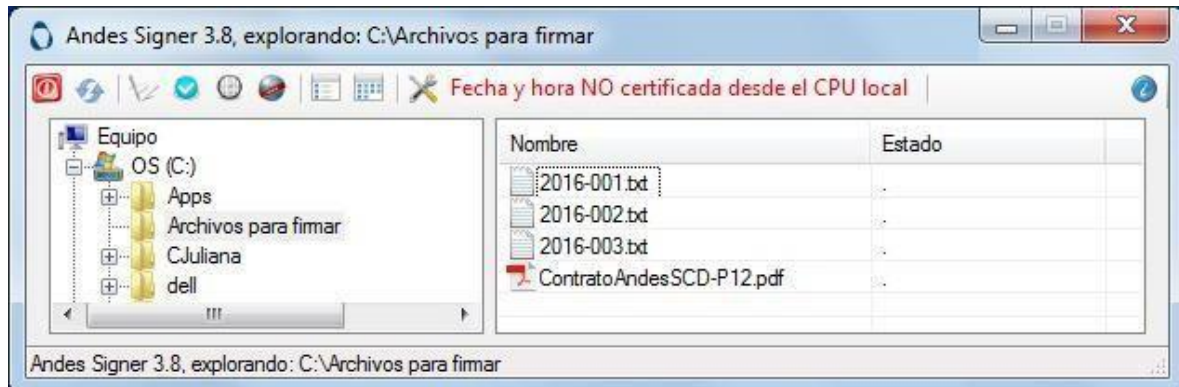 Andes Signer 3.8, explorando: C:\Archivos para firmar
Fecha y hora NO certificada desde el CPU local
Equipo
OS (C:)
Apps
Archivos para firmar
CJuliana
dell
Nombre Estado
2016-001.txt .
2016-002.txt .
2016-003.txt .
ContratoAndesSCD-P12.pdf .
Andes Signer 3.8, explorando: C:\Archivos para firmar